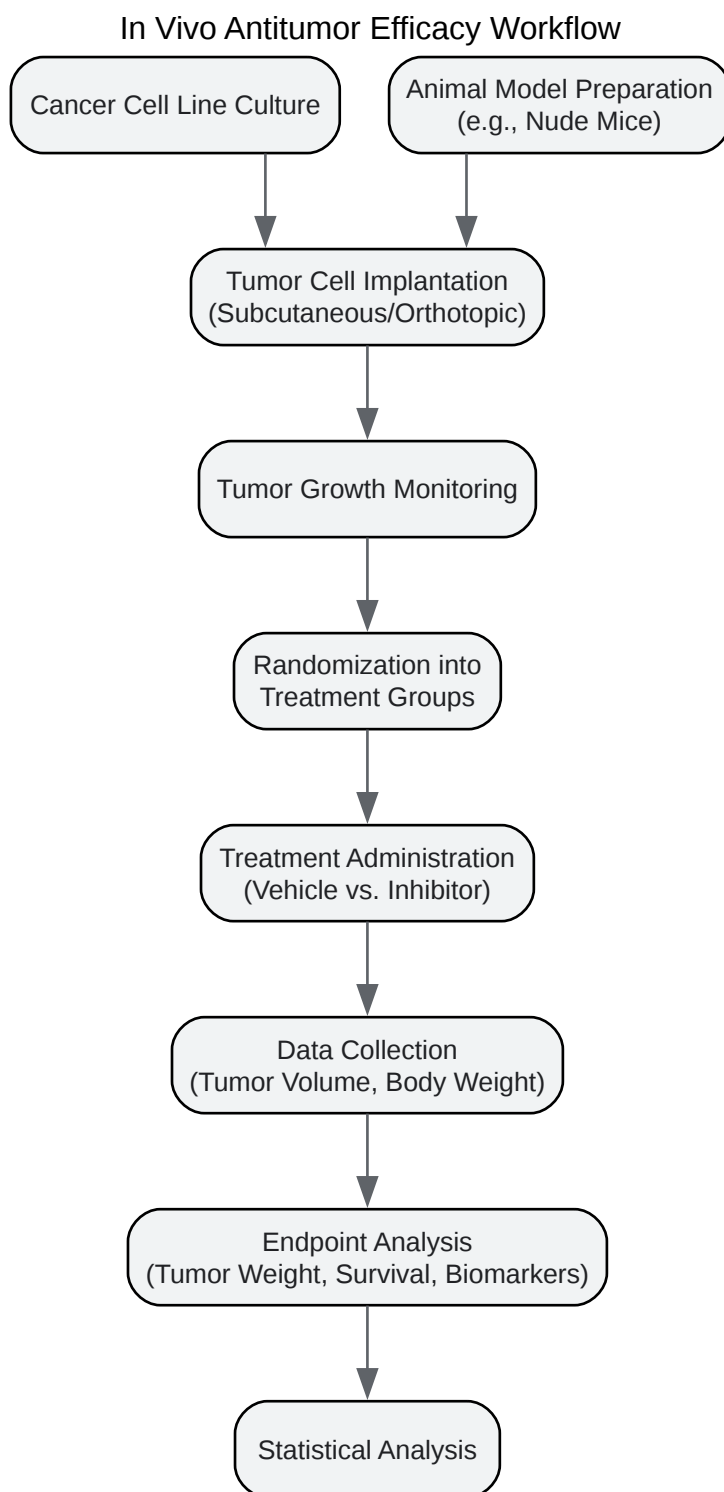 In Vivo Antitumor Efficacy Workflow
Cancer Cell Line Culture
Animal Model Preparation
(e.g., Nude Mice)
Tumor Cell Implantation
(Subcutaneous/Orthotopic)
Tumor Growth Monitoring
Randomization into
Treatment Groups
Treatment Administration
(Vehicle vs. Inhibitor)
Data Collection
(Tumor Volume, Body Weight)
Endpoint Analysis
(Tumor Weight, Survival, Biomarkers)
Statistical Analysis